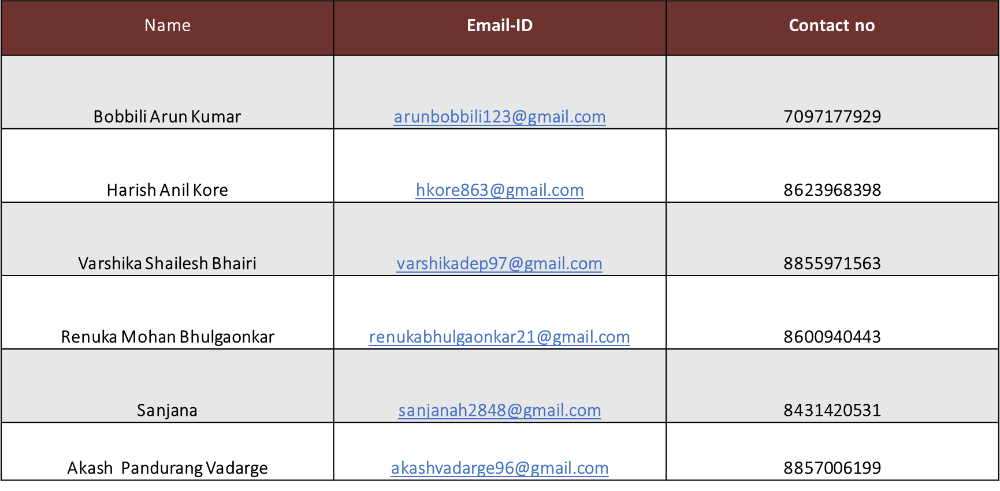 Name Email-ID Contact no
Bobbili Arun Kumar arunbobbili123@gmail.com 7097177929
Harish Anil Kore hkore863@gmail.com 8623968398
Varshika Shailesh Bhairi varshikadep97@gmail.com 8855971563
Renuka Mohan Bhulgaonkar renukabhulgaonkar21@gmail.com 8600940443
Sanjana sanjanah2848@gmail.com 8431420531
Akash Pandurang Vadarge akashvadarge96@gmail.com 8857006199